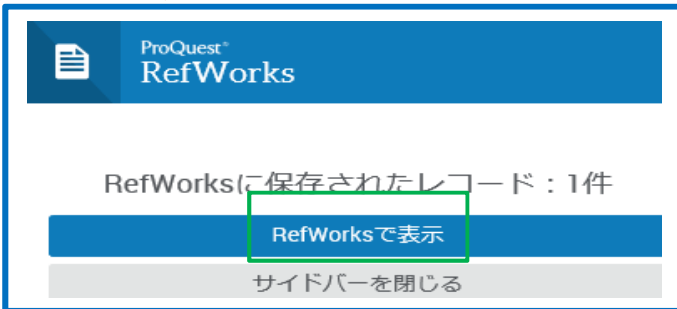 ProQuest®
RefWorks
RefWorksに保存されたレコード：1件
RefWorksで表示
サイドバーを閉じる